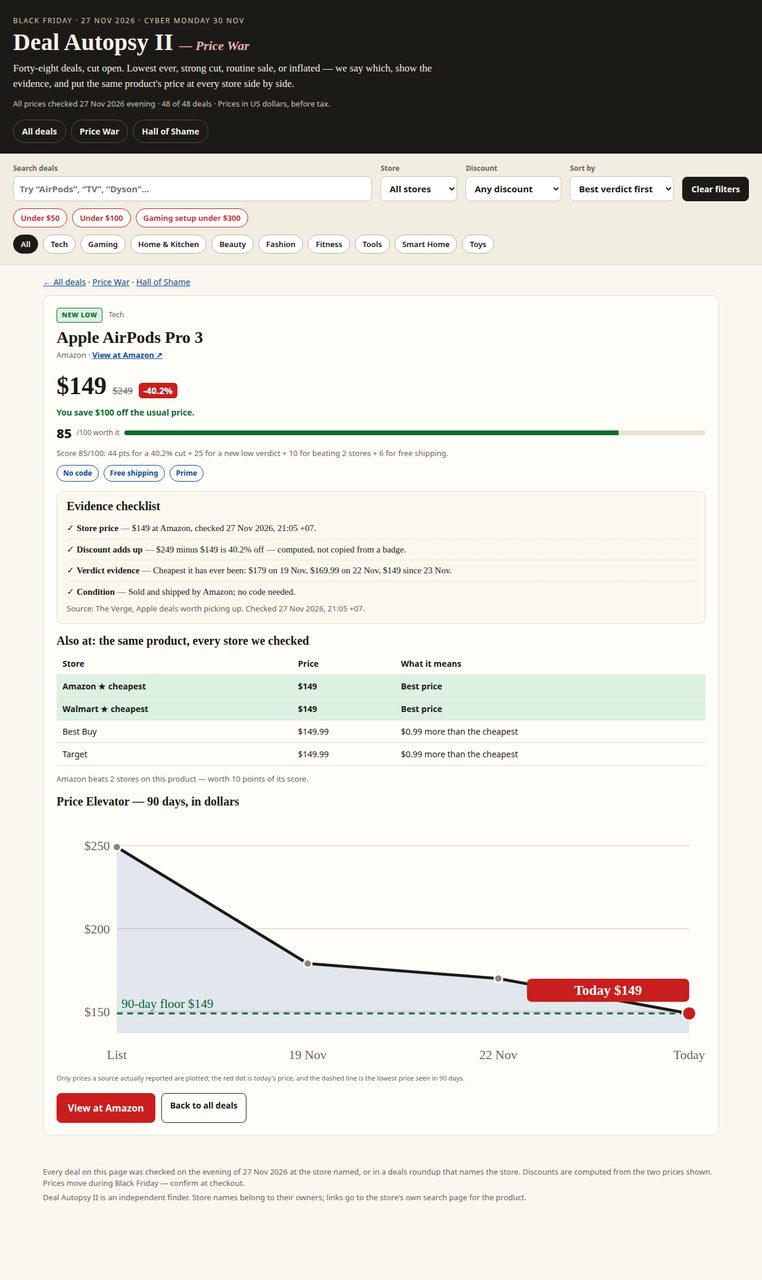 BLACK FRIDAY · 27 NOV 2026 · CYBER MONDAY 30 NOV
Deal Autopsy II — Price War
Forty-eight deals, cut open. Lowest ever, strong cut, routine sale, or inflated — we say which, show the
evidence, and put the same product's price at every store side by side.
All prices checked 27 Nov 2026 evening · 48 of 48 deals · Prices in US dollars, before tax.
All deals Price War Hall of Shame
Search deals Store Discount Sort by
Try “AirPods”, “TV”, “Dyson”… All stores Any discount Best verdict first Clear filters
Under $50 Under $100 Gaming setup under $300
All Tech Gaming Home & Kitchen Beauty Fashion Fitness Tools Smart Home Toys
← All deals · Price War · Hall of Shame
NEW LOW Tech
Apple AirPods Pro 3
Amazon · View at Amazon ↗
$149 $249 -40.2%
You save $100 off the usual price.
85 /100 worth it
Score 85/100: 44 pts for a 40.2% cut + 25 for a new low verdict + 10 for beating 2 stores + 6 for free shipping.
No code Free shipping Prime
Evidence checklist
✓ Store price — $149 at Amazon, checked 27 Nov 2026, 21:05 +07.
✓ Discount adds up — $249 minus $149 is 40.2% off — computed, not copied from a badge.
✓ Verdict evidence — Cheapest it has ever been: $179 on 19 Nov, $169.99 on 22 Nov, $149 since 23 Nov.
✓ Condition — Sold and shipped by Amazon; no code needed.
Source: The Verge, Apple deals worth picking up. Checked 27 Nov 2026, 21:05 +07.
Also at: the same product, every store we checked
Store Price What it means
Amazon ★ cheapest $149 Best price
Walmart ★ cheapest $149 Best price
Best Buy $149.99 $0.99 more than the cheapest
Target $149.99 $0.99 more than the cheapest
Amazon beats 2 stores on this product — worth 10 points of its score.
Price Elevator — 90 days, in dollars
$250
$200
Today $149
90-day floor $149
$150
List 19 Nov 22 Nov Today
Only prices a source actually reported are plotted; the red dot is today's price, and the dashed line is the lowest price seen in 90 days.
View at Amazon Back to all deals
Every deal on this page was checked on the evening of 27 Nov 2026 at the store named, or in a deals roundup that names the store. Discounts are computed from the two prices shown.
Prices move during Black Friday — confirm at checkout.
Deal Autopsy II is an independent finder. Store names belong to their owners; links go to the store's own search page for the product.